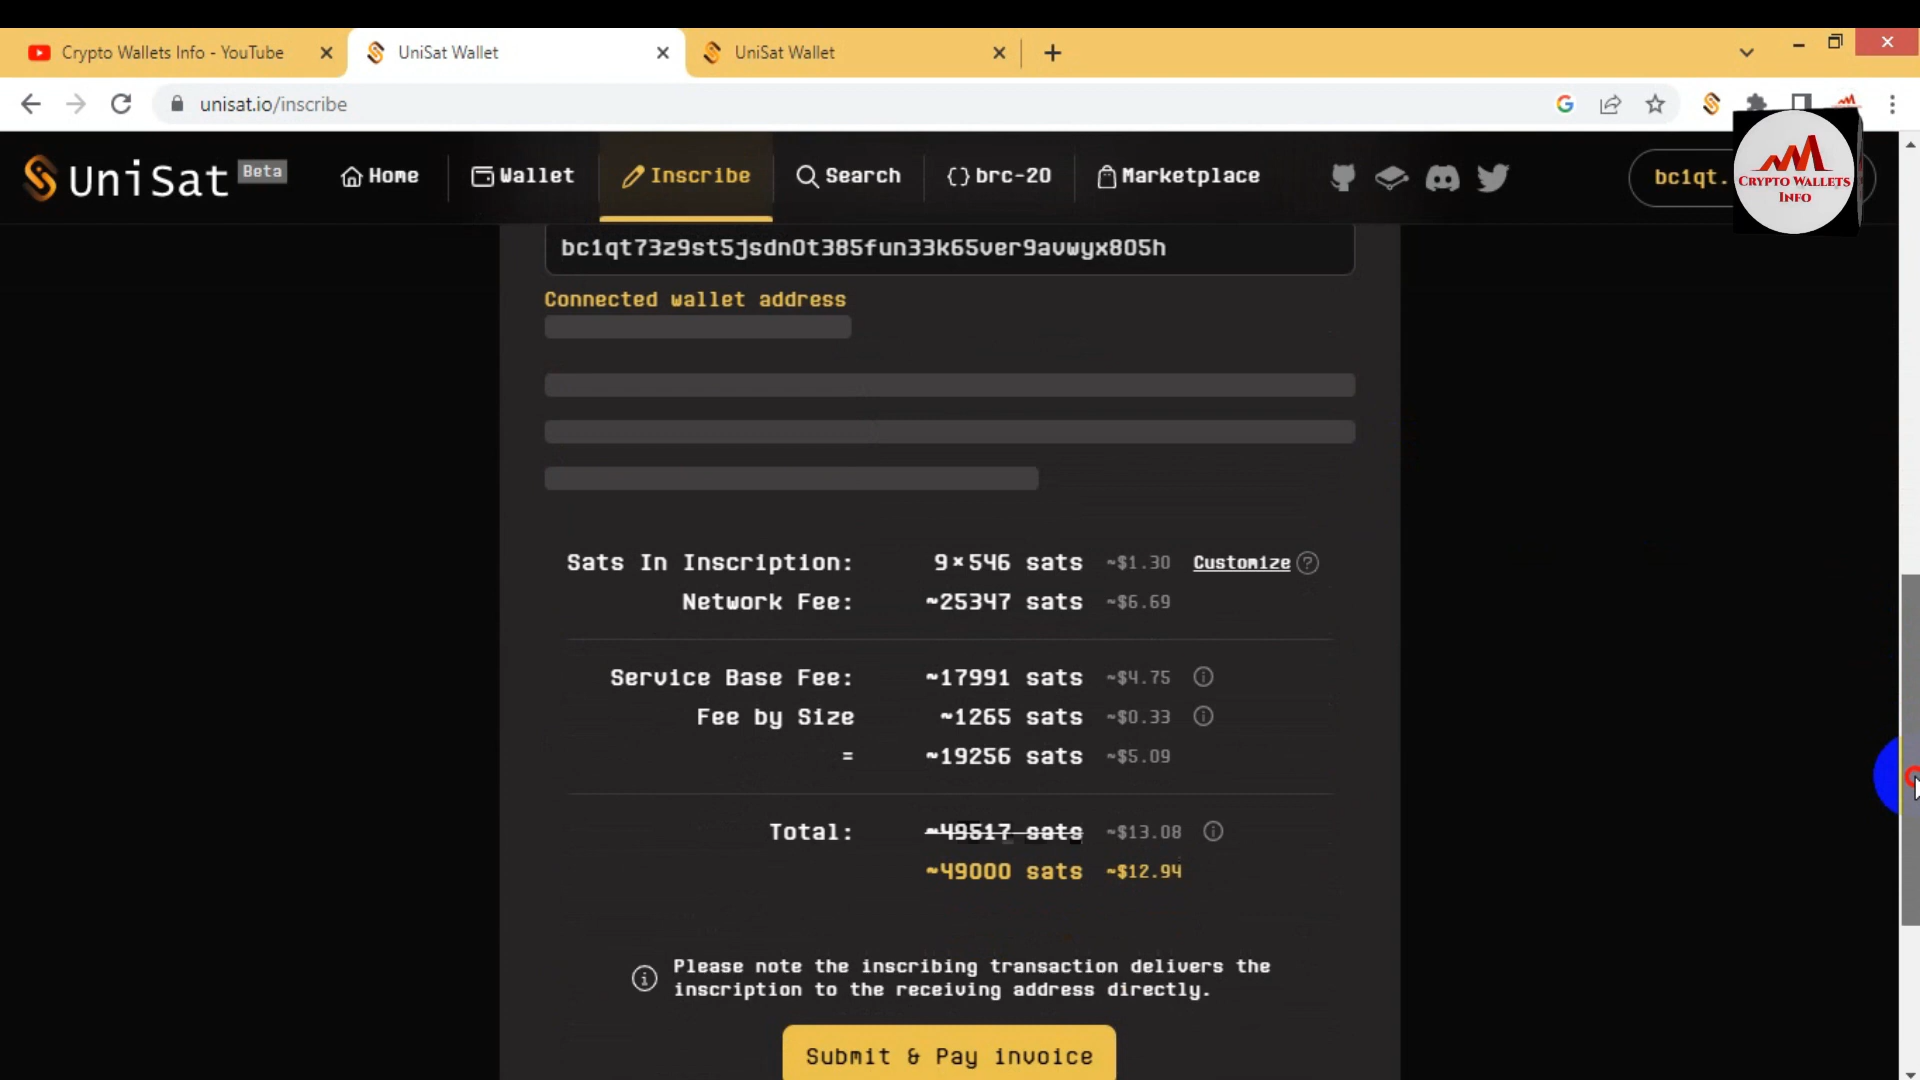 Crypto Wallets Info - YouTube
UniSat Wallet
UniSat Wallet
unisat.io/inscribe
UniSat Beta
Home
Wallet
Inscribe
Search
{} brc-20
Marketplace
bc1qt.
CRYPTO WALLETS
INFO
bc1qt73z9st5jsdn0t385fun33k65ver9avwyx805h
Connected wallet address
Sats In Inscription: 9×546 sats ~$1.30 Customize ?
Network Fee: ~25347 sats ~$6.69
Service Base Fee: ~17991 sats ~$4.75
Fee by Size ~1265 sats ~$0.33
= ~19256 sats ~$5.09
Total: ~49517 sats ~$13.08
~49000 sats ~$12.94
Please note the inscribing transaction delivers the
inscription to the receiving address directly.
Submit & Pay invoice